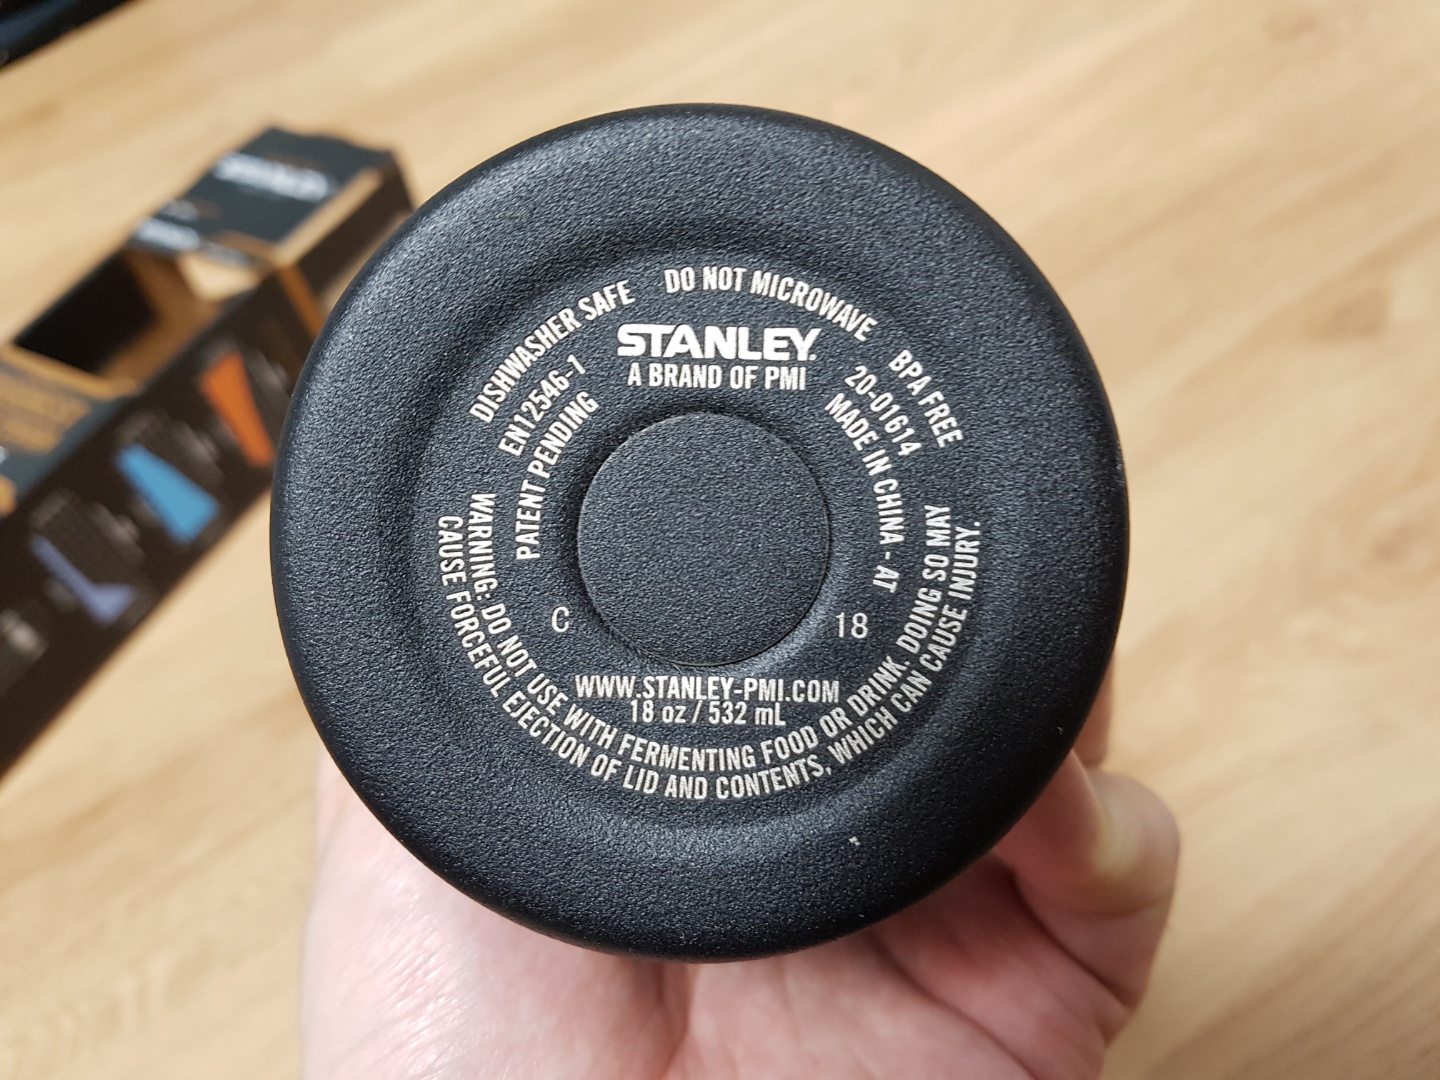 DISHWASHER SAFE
DO NOT MICROWAVE
BPA FREE
STANLEY
A BRAND OF PMI
EN12546-1
PATENT PENDING
20-01614
MADE IN CHINA - AT
C
18
WWW.STANLEY-PMI.COM
18 oz / 532 mL
WARNING: DO NOT USE WITH FERMENTING FOOD OR DRINK. DOING SO MAY
CAUSE FORCEFUL EJECTION OF LID AND CONTENTS, WHICH CAN CAUSE INJURY.